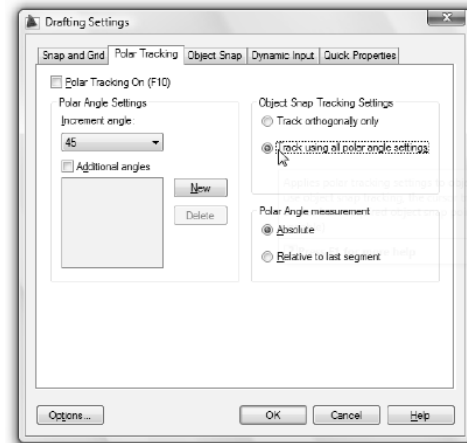 Drafting Settings
Snap and Grid Polar Tracking Object Snap Dynamic Input Quick Properties
Polar Tracking On (F10)
Polar Angle Settings
Increment angle:
45
Additional angles
New
Delete
Object Snap Tracking Settings
Track orthogonally only
Track using all polar angle settings
Polar Angle measurement
Absolute
Relative to last segment
Options...
OK
Cancel
Help